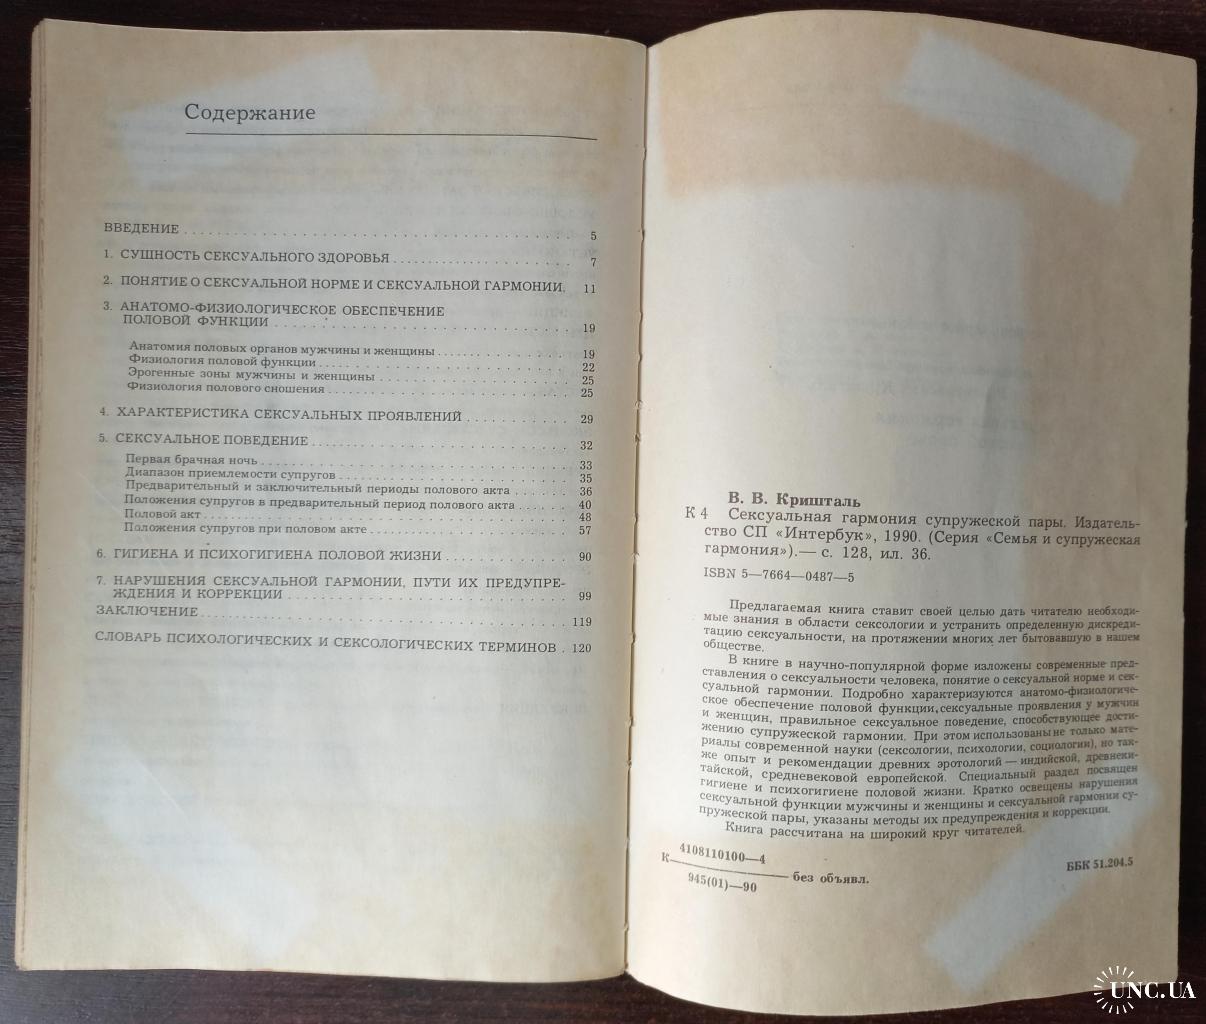 Содержание
ВВЕДЕНИЕ . . . . . . . . . . . . . . . . . . . . . . . . . . . . . . 5
1. СУЩНОСТЬ СЕКСУАЛЬНОГО ЗДОРОВЬЯ . . . . . . . . . . . . . . . 7
2. ПОНЯТИЕ О СЕКСУАЛЬНОЙ НОРМЕ И СЕКСУАЛЬНОЙ ГАРМОНИИ. 11
3. АНАТОМО-ФИЗИОЛОГИЧЕСКОЕ ОБЕСПЕЧЕНИЕ
ПОЛОВОЙ ФУНКЦИИ . . . . . . . . . . . . . . . . . . . . . . . 19
Анатомия половых органов мужчины и женщины . . . . . . . . . . . 19
Физиология половой функции . . . . . . . . . . . . . . . . . . . . 22
Эрогенные зоны мужчины и женщины . . . . . . . . . . . . . . . . 25
Физиология полового сношения . . . . . . . . . . . . . . . . . . . 25
4. ХАРАКТЕРИСТИКА СЕКСУАЛЬНЫХ ПРОЯВЛЕНИЙ . . . . . . . . . 29
5. СЕКСУАЛЬНОЕ ПОВЕДЕНИЕ . . . . . . . . . . . . . . . . . . . . 32
Первая брачная ночь . . . . . . . . . . . . . . . . . . . . . . . . 33
Диапазон приемлемости супругов . . . . . . . . . . . . . . . . . . 35
Предварительный и заключительный периоды полового акта . . . . . 36
Положения супругов в предварительный период полового акта . . . . . 40
Половой акт . . . . . . . . . . . . . . . . . . . . . . . . . . . . 48
Положения супругов при половом акте . . . . . . . . . . . . . . . 57
6. ГИГИЕНА И ПСИХОГИГИЕНА ПОЛОВОЙ ЖИЗНИ . . . . . . . . . . 90
7. НАРУШЕНИЯ СЕКСУАЛЬНОЙ ГАРМОНИИ, ПУТИ ИХ ПРЕДУПРЕ-
ЖДЕНИЯ И КОРРЕКЦИИ . . . . . . . . . . . . . . . . . . . . . . 99
ЗАКЛЮЧЕНИЕ . . . . . . . . . . . . . . . . . . . . . . . . . . . . 119
СЛОВАРЬ ПСИХОЛОГИЧЕСКИХ И СЕКСОЛОГИЧЕСКИХ ТЕРМИНОВ . 120
В. В. Кришталь
К 4 Сексуальная гармония супружеской пары. Издатель-
ство СП «Интербук», 1990. (Серия «Семья и супружеская
гармония»).— с. 128, ил. 36.
ISBN 5—7664—0487—5
Предлагаемая книга ставит своей целью дать читателю необходи-
мые знания в области сексологии и устранить определенную дискреди-
тацию сексуальности, на протяжении многих лет бытовавшую в нашем
обществе.
В книге в научно-популярной форме изложены современные пред-
ставления о сексуальности человека, понятие о сексуальной норме и сек-
суальной гармонии. Подробно характеризуются анатомо-физиологиче-
ское обеспечение половой функции, сексуальные проявления у мужчин
и женщин, правильное сексуальное поведение, способствующее дости-
жению супружеской гармонии. При этом использованы не только мате-
риалы современной науки (сексологии, психологии, социологии), но так-
же опыт и рекомендации древних эротологий — индийской, древнеки-
тайской, средневековой европейской. Специальный раздел посвящен
гигиене и психогигиене половой жизни. Кратко освещены нарушения
сексуальной функции мужчины и женщины и сексуальной гармонии су-
пружеской пары, указаны методы их предупреждения и коррекции.
Книга рассчитана на широкий круг читателей.
4108110100—4
К———— без объявл.
945(01)—90
ББК 51.204.5
UNC.UA